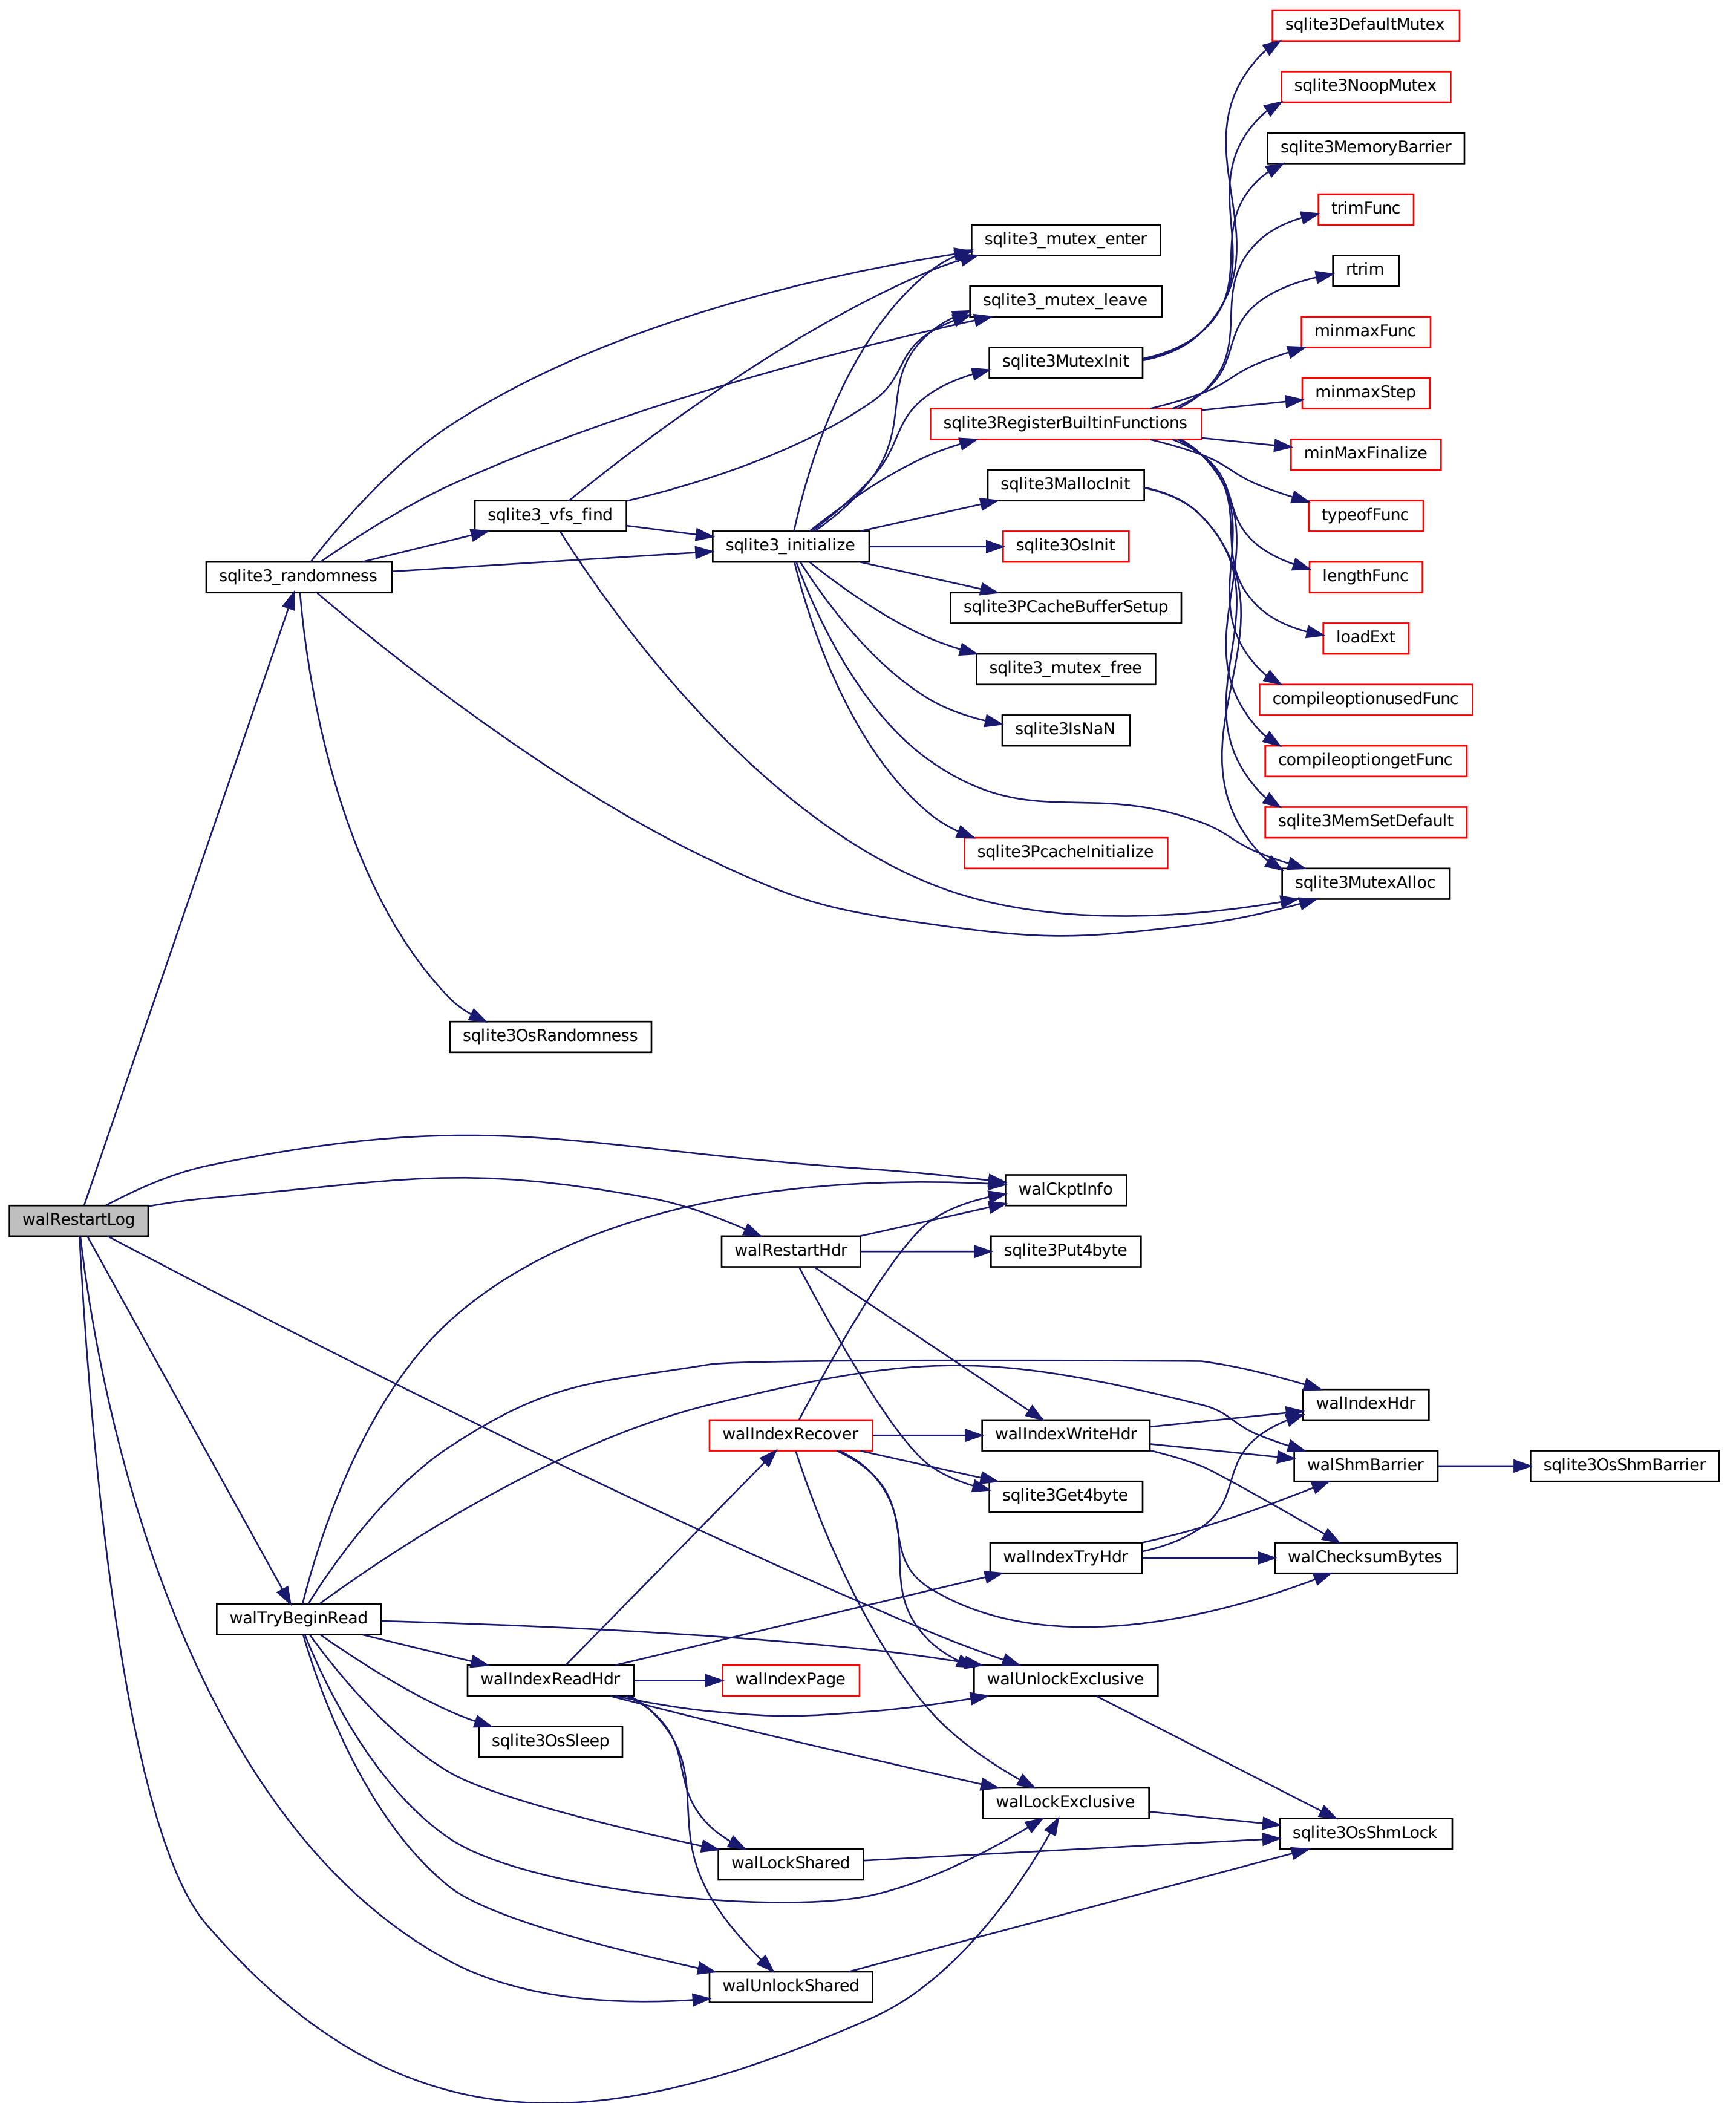 sqlite3DefaultMutex
sqlite3NoopMutex
sqlite3MemoryBarrier
trimFunc
sqlite3_mutex_enter
rtrim
sqlite3_mutex_leave
minmaxFunc
sqlite3MutexInit
minmaxStep
sqlite3RegisterBuiltinFunctions
minMaxFinalize
sqlite3MallocInit
sqlite3_vfs_find
typeofFunc
sqlite3_initialize
sqlite3OsInit
sqlite3_randomness
lengthFunc
sqlite3PCacheBufferSetup
loadExt
sqlite3_mutex_free
compileoptionusedFunc
sqlite3IsNaN
compileoptiongetFunc
sqlite3MemSetDefault
sqlite3PcacheInitialize
sqlite3MutexAlloc
sqlite3OsRandomness
walCkptInfo
walRestartLog
walRestartHdr
sqlite3Put4byte
walIndexHdr
walIndexRecover
walIndexWriteHdr
walShmBarrier
sqlite3OsShmBarrier
sqlite3Get4byte
walIndexTryHdr
walChecksumBytes
walTryBeginRead
walIndexReadHdr
walIndexPage
walUnlockExclusive
sqlite3OsSleep
walLockExclusive
sqlite3OsShmLock
walLockShared
walUnlockShared